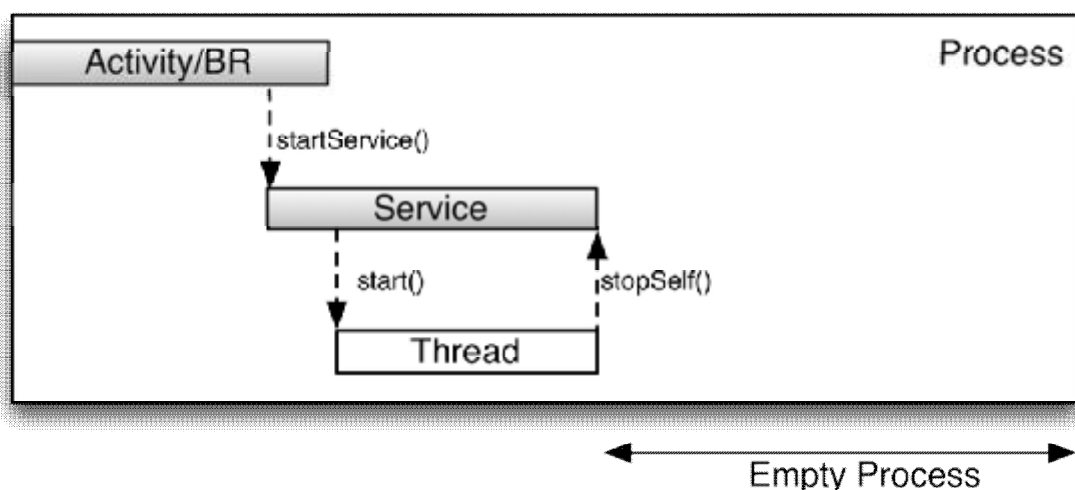 Activity/BR
Process
startService()
Service
start()
stopSelf()
Thread
Empty Process